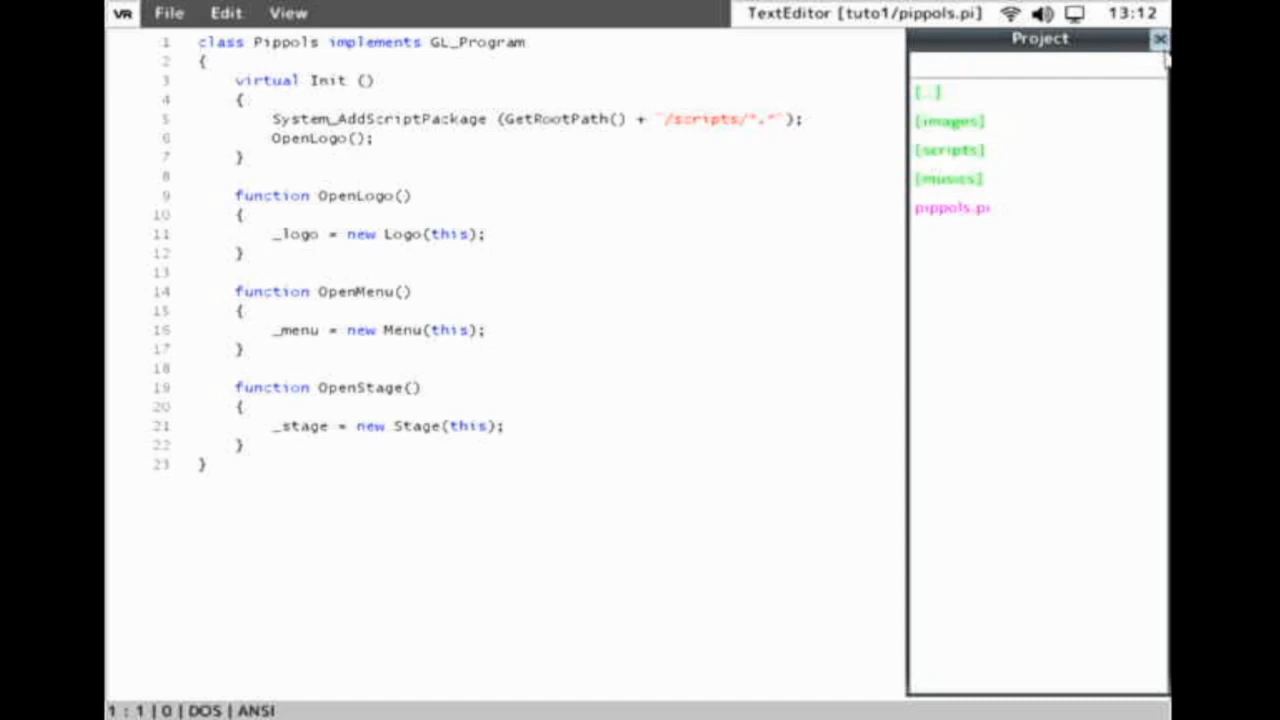 VR File Edit View TextEditor [tuto1/pippols.pi] 13:12
1 class Pippols implements GL_Program
2 {
3 virtual Init ()
4 {
5 System_AddScriptPackage (GetRootPath() + "/scripts/*.*");
6 OpenLogo();
7 }
8
9 function OpenLogo()
10 {
11 _logo = new Logo(this);
12 }
13
14 function OpenMenu()
15 {
16 _menu = new Menu(this);
17 }
18
19 function OpenStage()
20 {
21 _stage = new Stage(this);
22 }
23 }
Project
[..]
[images]
[scripts]
[musics]
pippols.pi
1 : 1 | 0 | DOS | ANSI